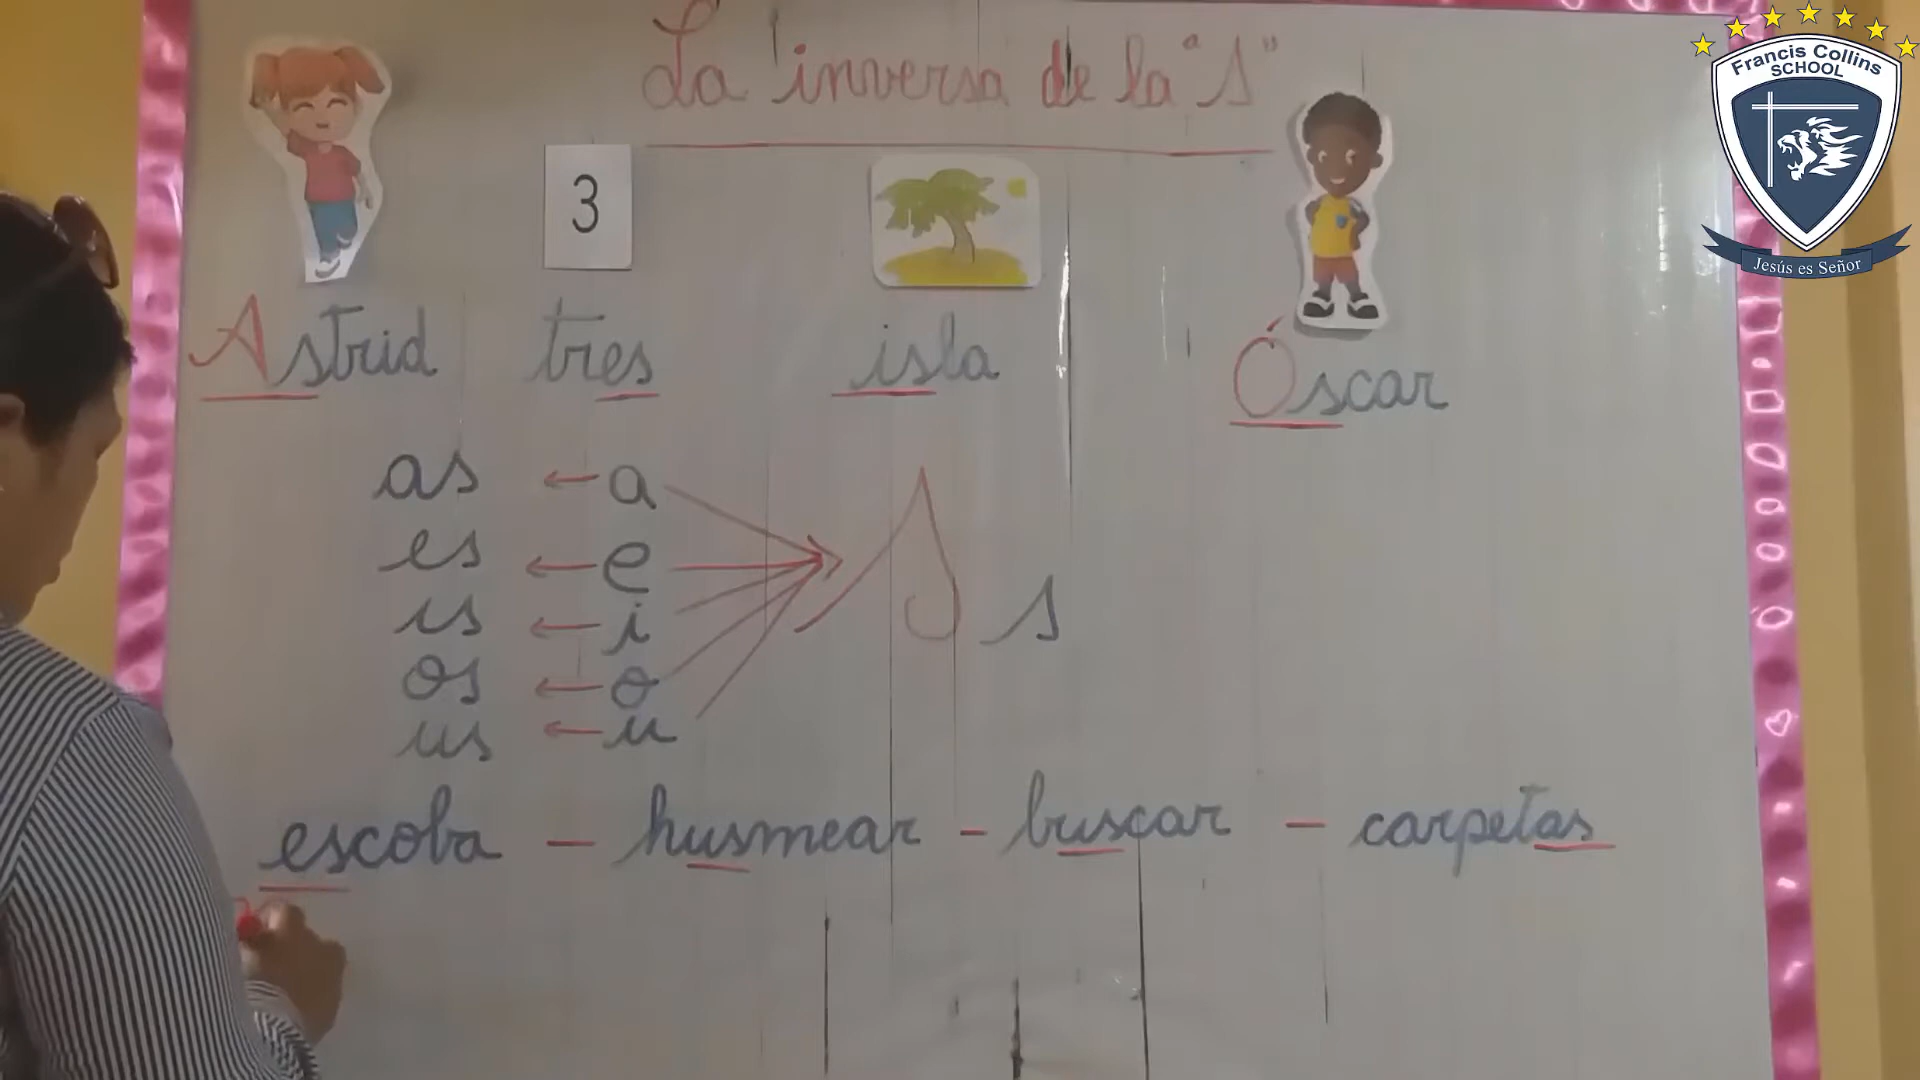 La inversa de la "s"
Francis Collins
SCHOOL
Jesús es Señor
3
Astrid tres isla Óscar
as ← a
es ← e
is ← i
os ← o
us ← u
S s
escoba - husmear - buscar - carpetas